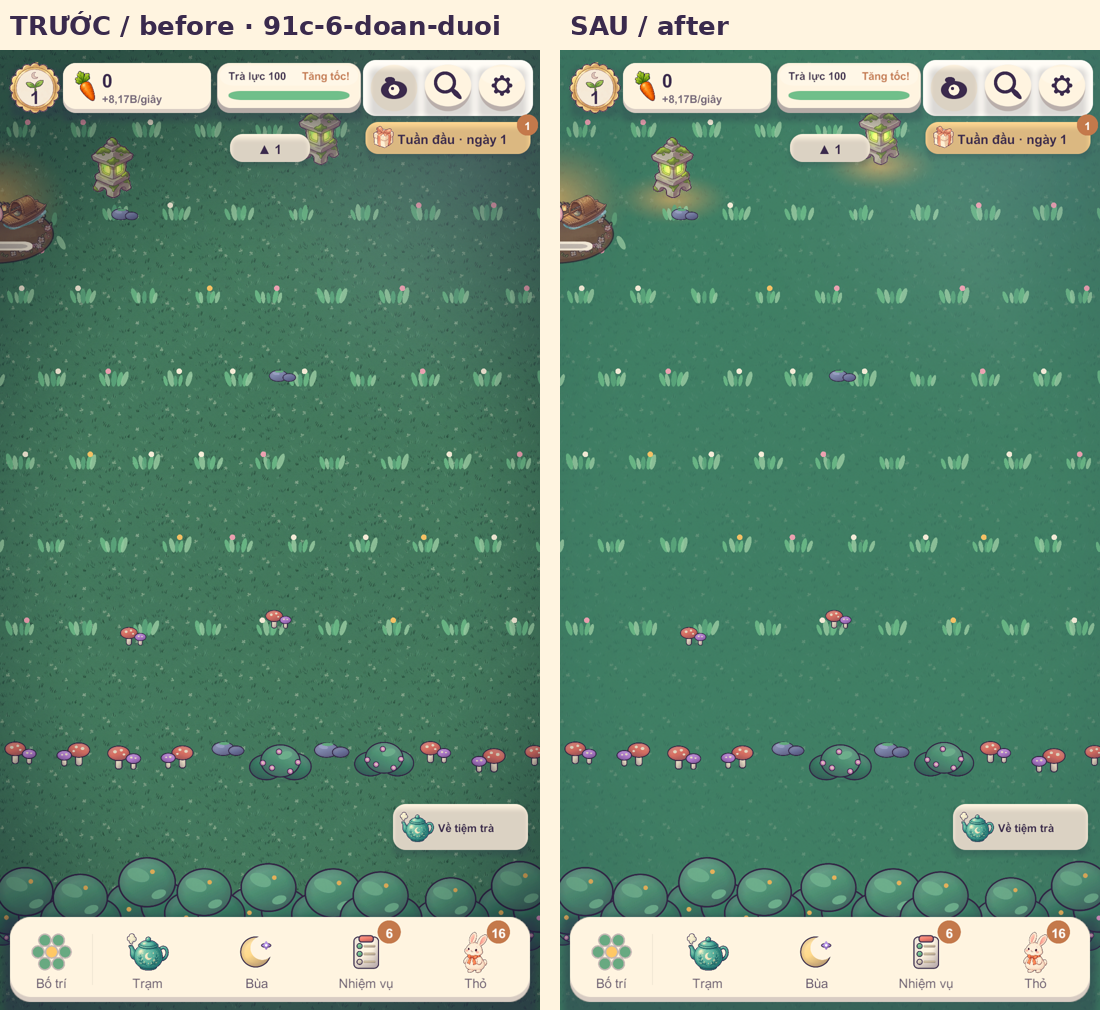 TRƯỚC / before · 91c-6-doan-duoi
1
0
+8,17B/giây
Trà lực 100
Tăng tốc!
▲ 1
Tuần đầu · ngày 1
1
Về tiệm trà
Bố trí
Trạm
Bùa
6
Nhiệm vụ
16
Thỏ
SAU / after
1
0
+8,17B/giây
Trà lực 100
Tăng tốc!
▲ 1
Tuần đầu · ngày 1
1
Về tiệm trà
Bố trí
Trạm
Bùa
6
Nhiệm vụ
16
Thỏ